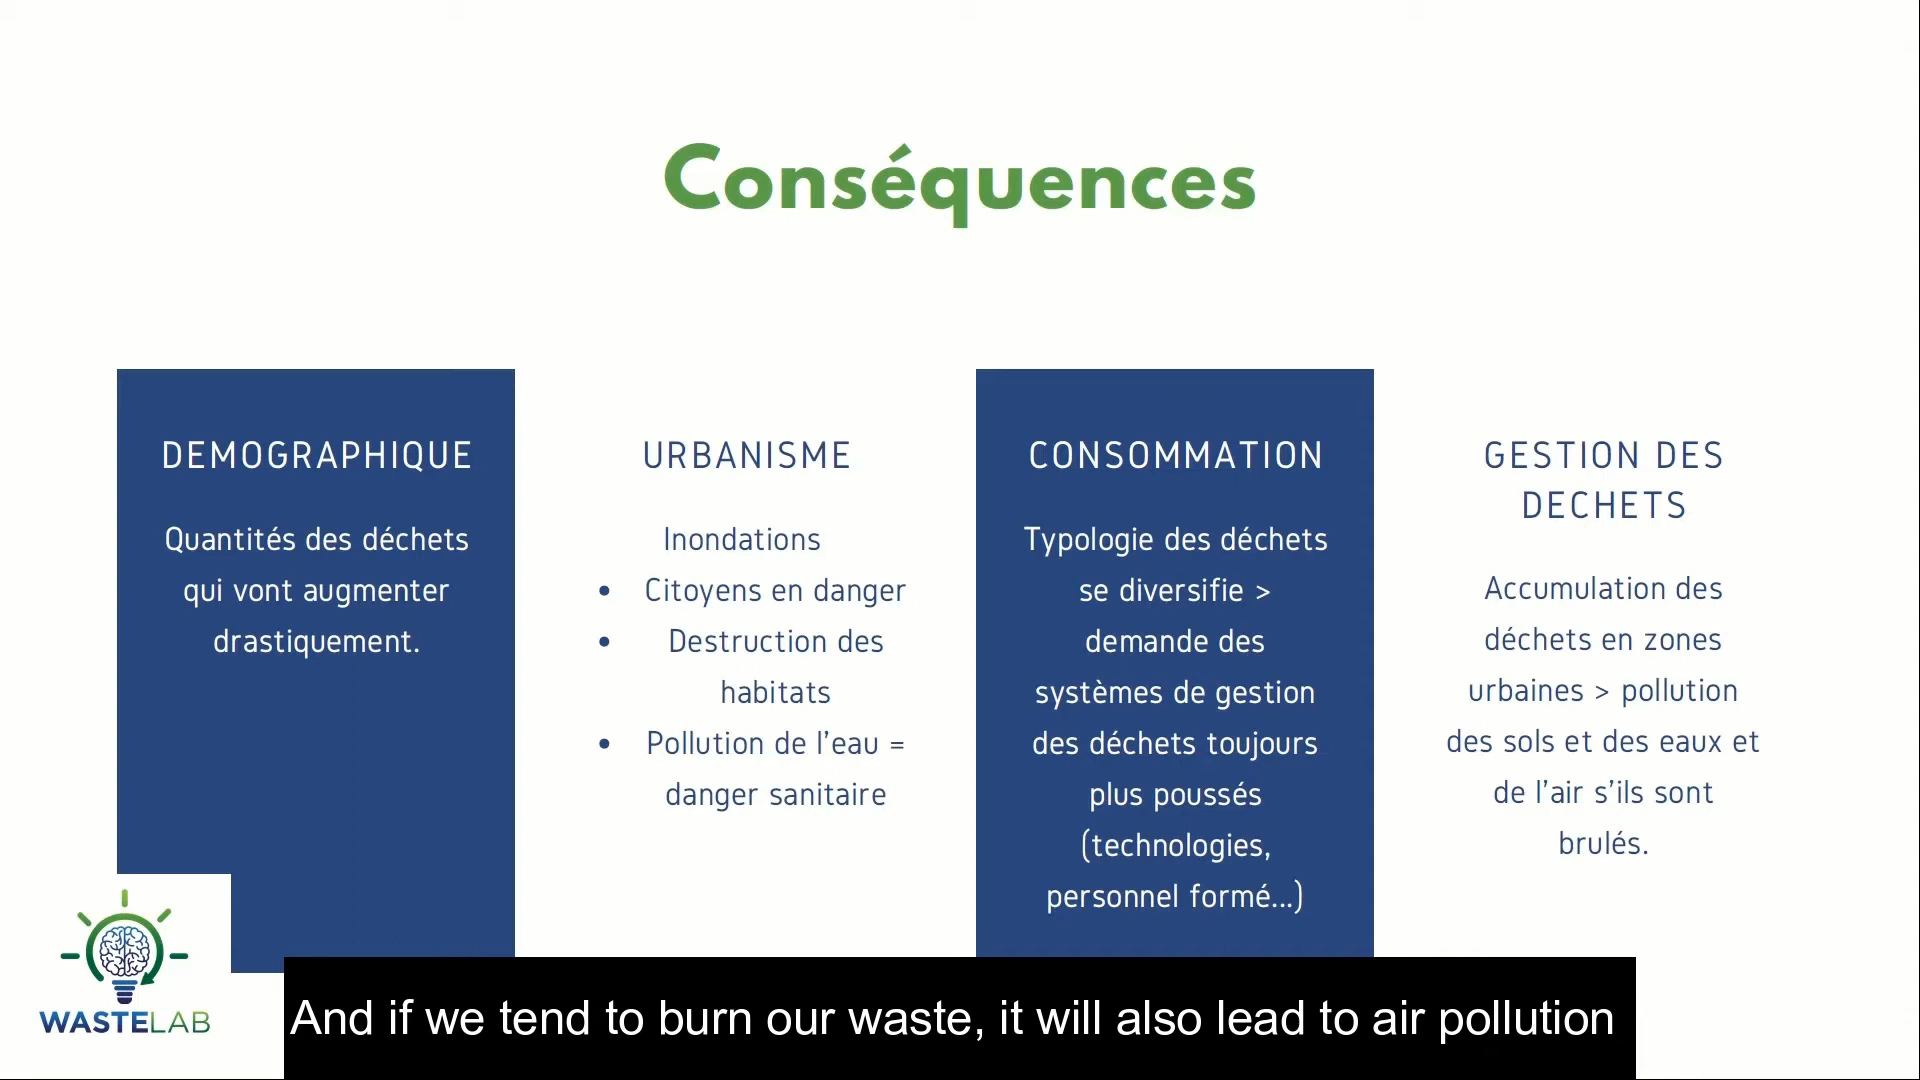 Conséquences
DEMOGRAPHIQUE
Quantités des déchets
qui vont augmenter
drastiquement.
URBANISME
Inondations
• Citoyens en danger
• Destruction des
habitats
• Pollution de l’eau =
danger sanitaire
CONSOMMATION
Typologie des déchets
se diversifie >
demande des
systèmes de gestion
des déchets toujours
plus poussés
(technologies,
personnel formé...)
GESTION DES
DECHETS
Accumulation des
déchets en zones
urbaines > pollution
des sols et des eaux et
de l’air s’ils sont
brulés.
WASTELAB
And if we tend to burn our waste, it will also lead to air pollution